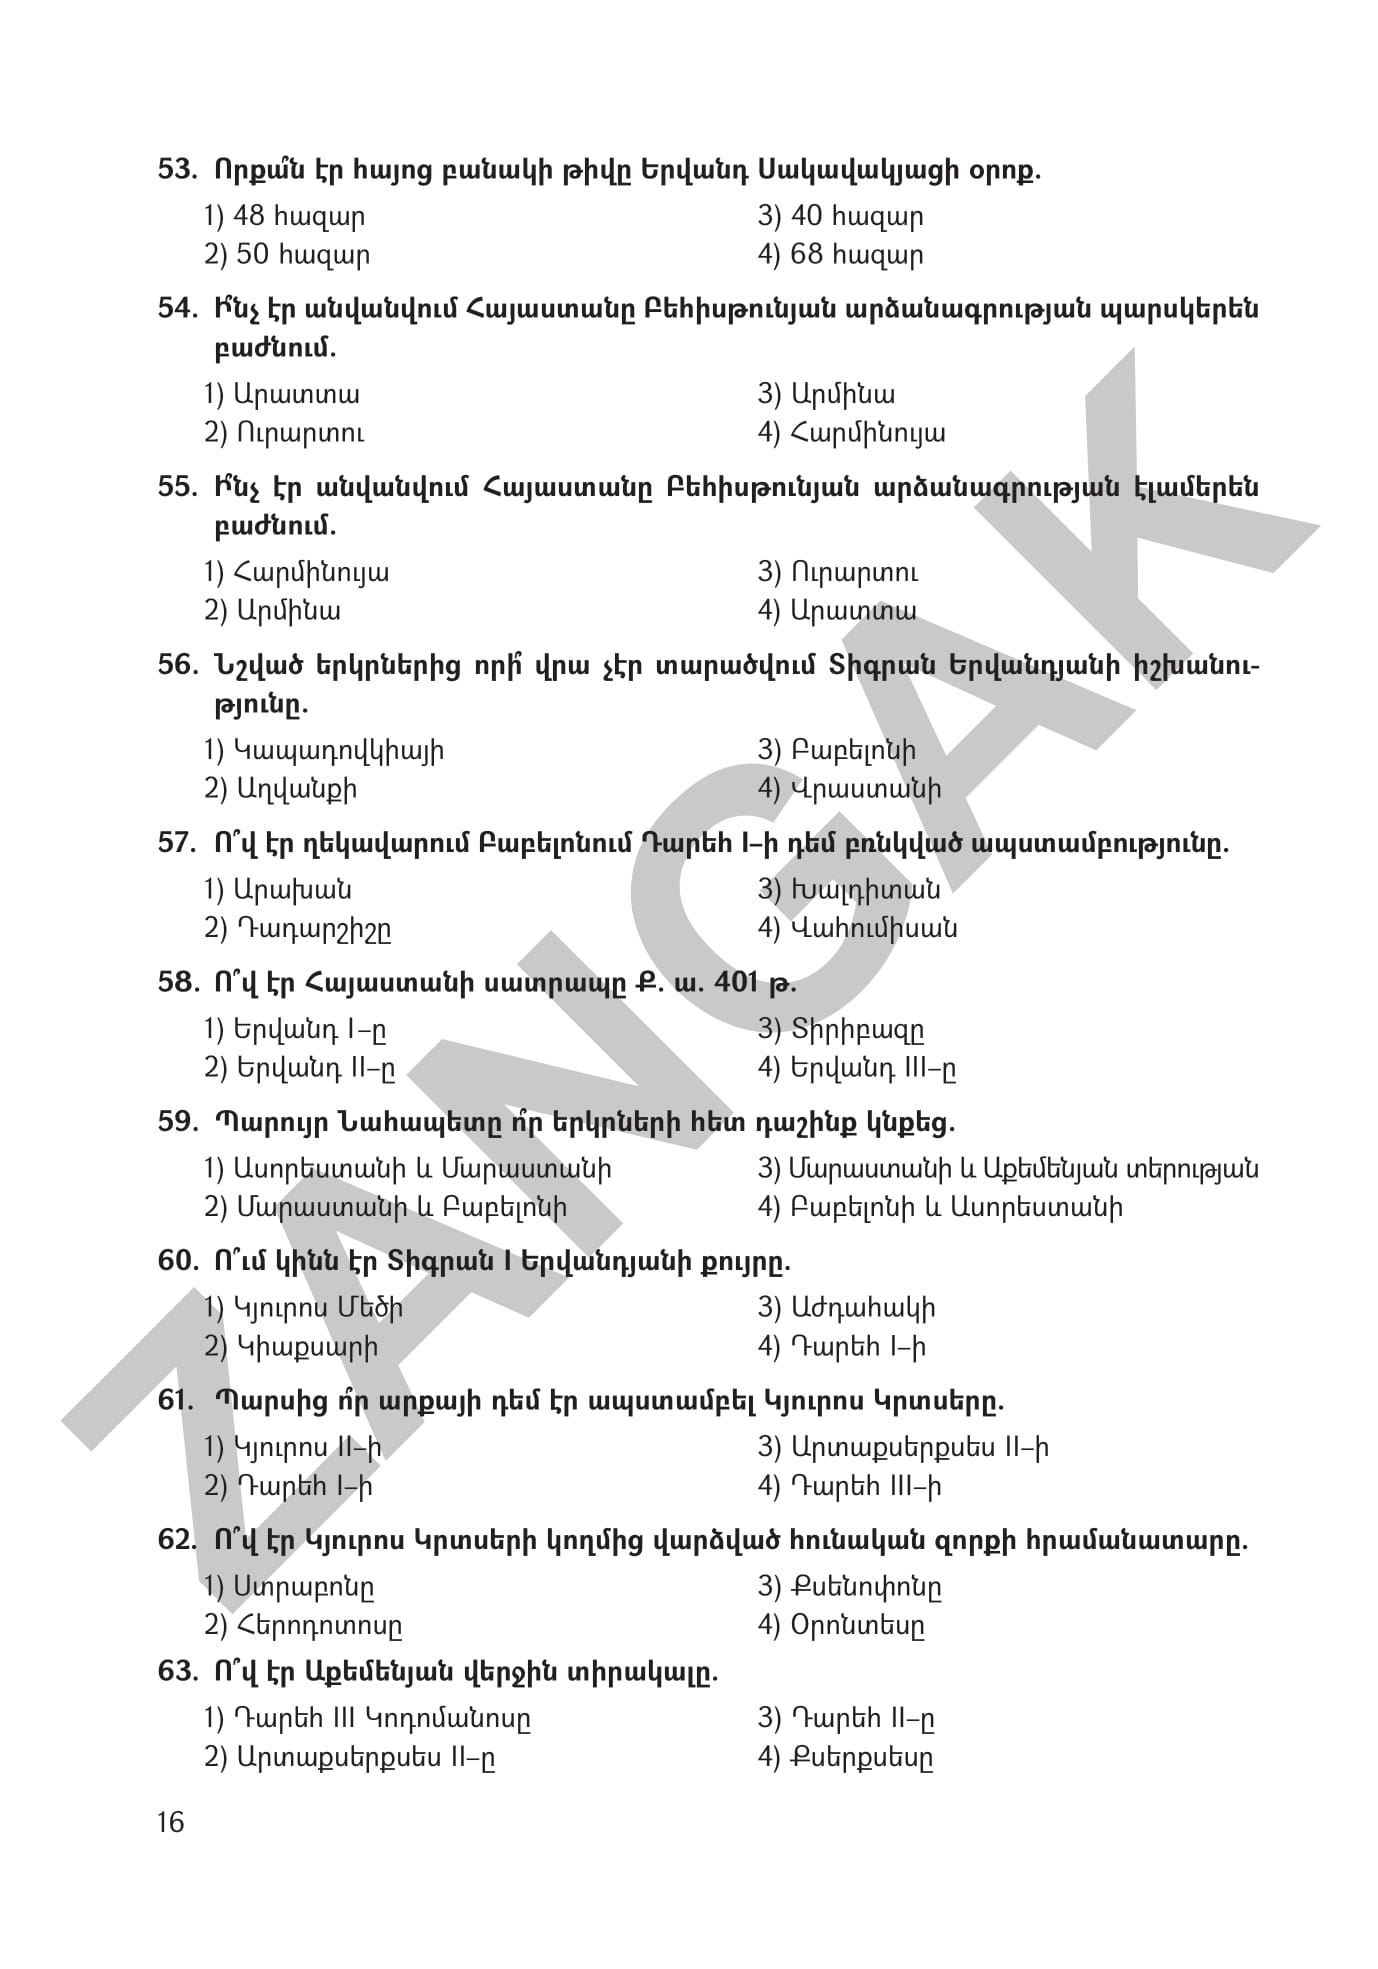 53. Որքա՞ն էր հայոց բանակի թիվը Երվանդ Սակավակյացի օրոք.
1) 48 հազար
3) 40 հազար
2) 50 հազար
4) 68 հազար
54. Ի՞նչ էր անվանվում Հայաստանը Բեհիսթունյան արձանագրության պարսկերեն
բաժնում.
1) Արատտա
3) Արմինա
2) Ուրարտու
4) Հարմինույա
55. Ի՞նչ էր անվանվում Հայաստանը Բեհիսթունյան արձանագրության էլամերեն
բաժնում.
1) Հարմինույա
3) Ուրարտու
2) Արմինա
4) Արատտա
56. Նշված երկրներից որի՞ վրա չէր տարածվում Տիգրան Երվանդյանի իշխանու-
թյունը.
1) Կապադովկիայի
3) Բաբելոնի
2) Աղվանքի
4) Վրաստանի
57. Ո՞վ էր ղեկավարում Բաբելոնում Դարեհ I–ի դեմ բռնկված ապստամբությունը.
1) Արախան
3) Խալդիտան
2) Դադարշիշը
4) Վահումիսան
58. Ո՞վ էր Հայաստանի սատրապը Ք. ա. 401 թ.
1) Երվանդ I–ը
3) Տիրիբազը
2) Երվանդ II–ը
4) Երվանդ III–ը
59. Պարույր Նահապետը ո՞ր երկրների հետ դաշինք կնքեց.
1) Ասորեստանի և Մարաստանի
3) Մարաստանի և Աքեմենյան տերության
2) Մարաստանի և Բաբելոնի
4) Բաբելոնի և Ասորեստանի
60. Ո՞ւմ կինն էր Տիգրան I Երվանդյանի քույրը.
1) Կյուրոս Մեծի
3) Աժդահակի
2) Կիաքսարի
4) Դարեհ I–ի
61. Պարսից ո՞ր արքայի դեմ էր ապստամբել Կյուրոս Կրտսերը.
1) Կյուրոս II–ի
3) Արտաքսերքսես II–ի
2) Դարեհ I–ի
4) Դարեհ III–ի
62. Ո՞վ էր Կյուրոս Կրտսերի կողմից վարձված հունական զորքի հրամանատարը.
1) Ստրաբոնը
3) Քսենոփոնը
2) Հերոդոտոսը
4) Օրոնտեսը
63. Ո՞վ էր Աքեմենյան վերջին տիրակալը.
1) Դարեհ III Կոդոմանոսը
3) Դարեհ II–ը
2) Արտաքսերքսես II–ը
4) Քսերքսեսը
16
ZANGAK